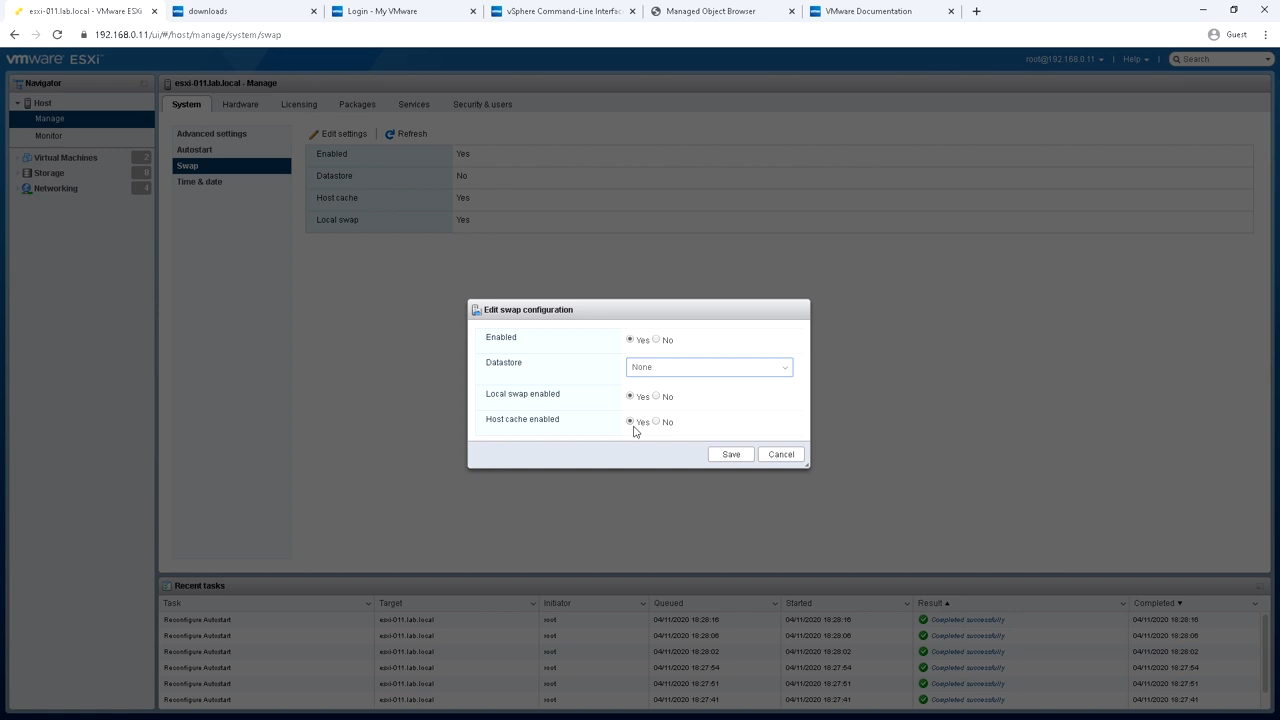 esxi-011.lab.local - VMware ESXi
downloads
Login - My VMware
vSphere Command-Line Interface
Managed Object Browser
VMware Documentation
192.168.0.11/ui/#/host/manage/system/swap
Guest
vmware ESXi
root@192.168.0.11
Help
Search
Navigator
Host
Manage
Monitor
Virtual Machines 2
Storage 0
Networking 4
esxi-011.lab.local - Manage
System Hardware Licensing Packages Services Security & users
Advanced settings
Autostart
Swap
Time & date
Edit settings Refresh
Enabled Yes
Datastore No
Host cache Yes
Local swap Yes
Edit swap configuration
Enabled Yes No
Datastore None
Local swap enabled Yes No
Host cache enabled Yes No
Save Cancel
Recent tasks
Task Target Initiator Queued Started Result Completed
Reconfigure Autostart esxi-011.lab.local root 04/11/2020 18:28:16 04/11/2020 18:28:16 Completed successfully 04/11/2020 18:28:16
Reconfigure Autostart esxi-011.lab.local root 04/11/2020 18:28:06 04/11/2020 18:28:06 Completed successfully 04/11/2020 18:28:06
Reconfigure Autostart esxi-011.lab.local root 04/11/2020 18:28:02 04/11/2020 18:28:02 Completed successfully 04/11/2020 18:28:02
Reconfigure Autostart esxi-011.lab.local root 04/11/2020 18:27:54 04/11/2020 18:27:54 Completed successfully 04/11/2020 18:27:54
Reconfigure Autostart esxi-011.lab.local root 04/11/2020 18:27:51 04/11/2020 18:27:51 Completed successfully 04/11/2020 18:27:51
Reconfigure Autostart esxi-011.lab.local root 04/11/2020 18:27:41 04/11/2020 18:27:41 Completed successfully 04/11/2020 18:27:41